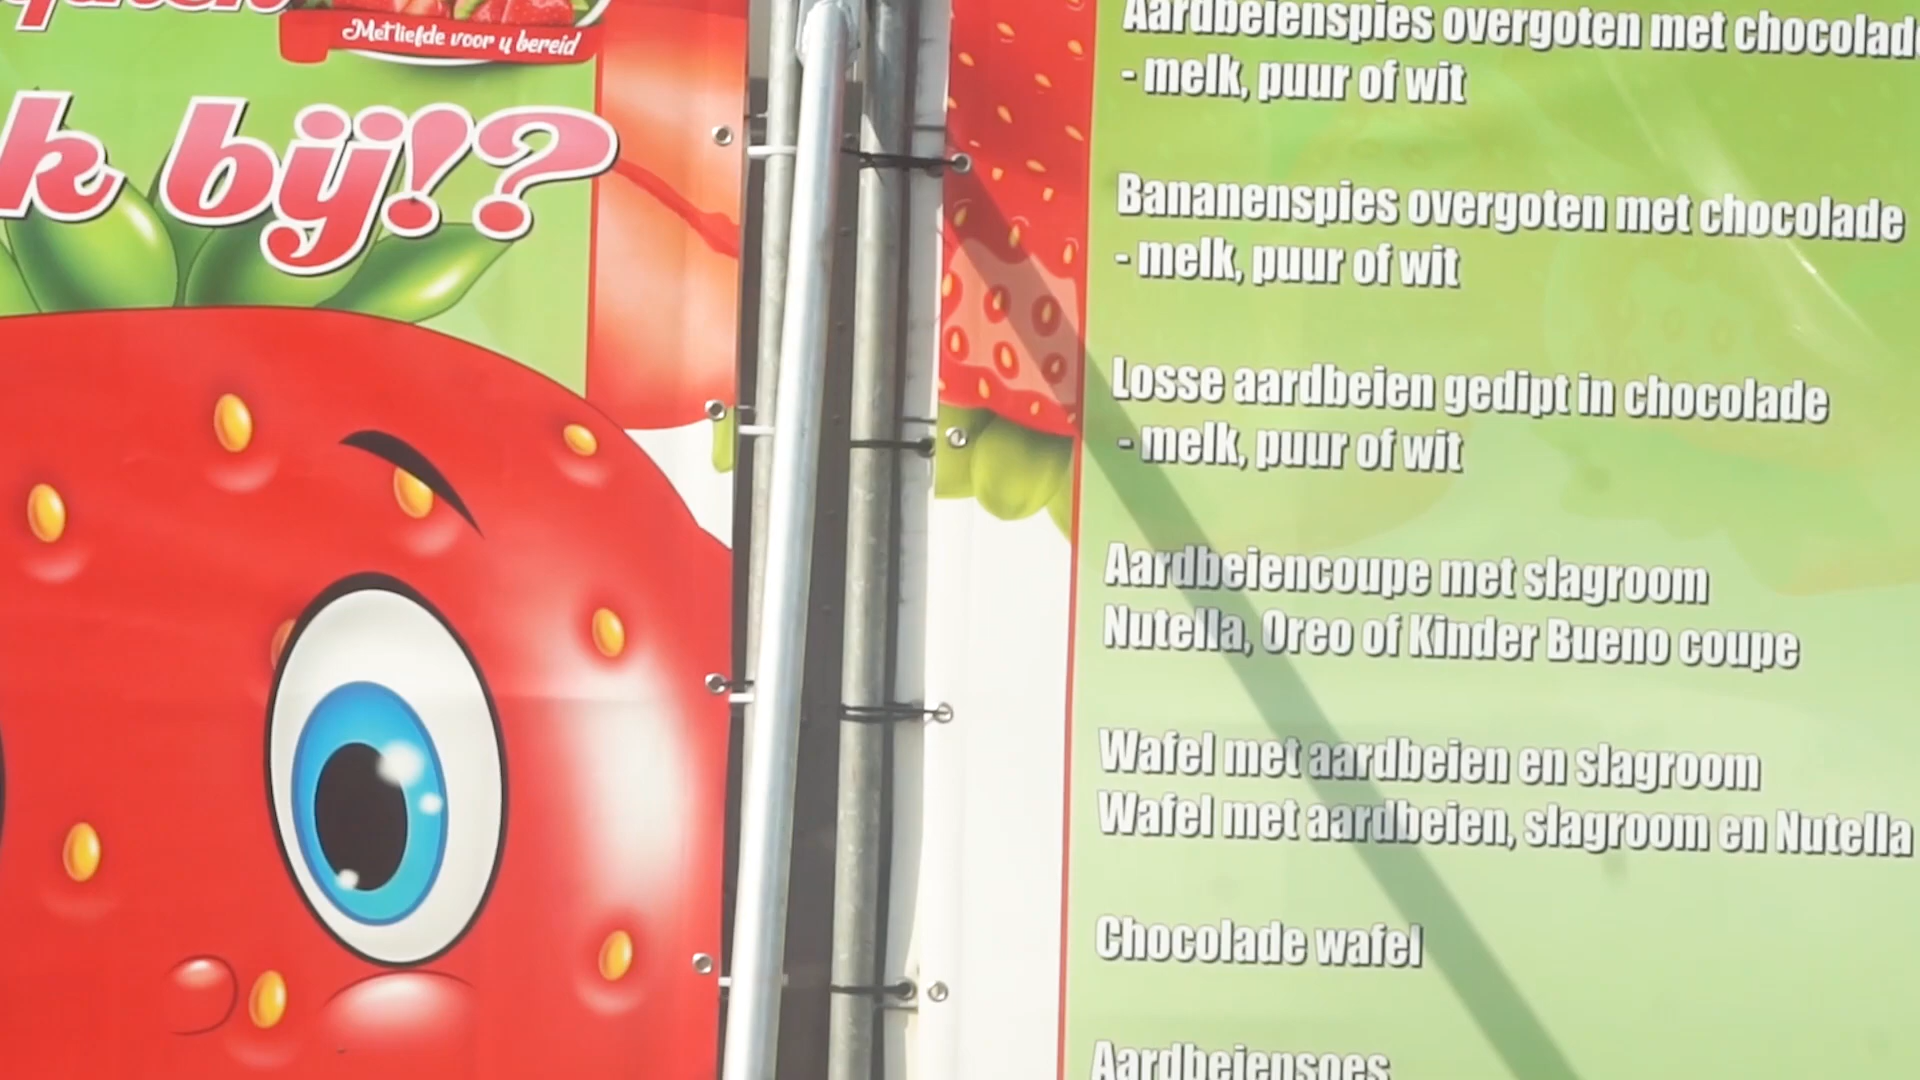 Met liefde voor u bereid
k bij!?
Aardbeienspies overgoten met chocolade
- melk, puur of wit
Bananenspies overgoten met chocolade
- melk, puur of wit
Losse aardbeien gedipt in chocolade
- melk, puur of wit
Aardbeiencoupe met slagroom
Nutella, Oreo of Kinder Bueno coupe
Wafel met aardbeien en slagroom
Wafel met aardbeien, slagroom en Nutella
Chocolade wafel
Aardbeiensoes